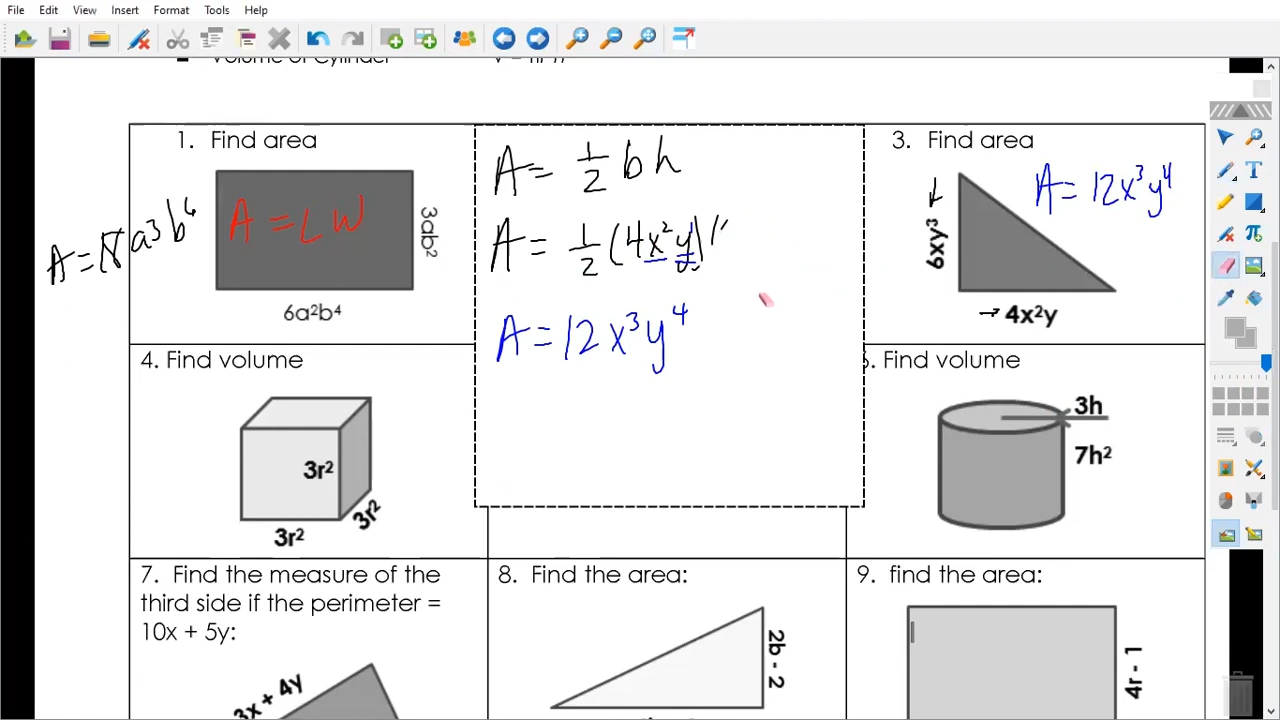 File Edit View Insert Format Tools Help
Volume of Cylinder
1. Find area
A = LW
3ab²
6a²b⁴
A = 18a³b⁶
A = 1/2 bh
A = 1/2 (4x²y)
A = 12x³y⁴
3. Find area
A = 12x³y⁴
6xy³
4x²y
4. Find volume
3r²
3r²
3r²
. Find volume
3h
7h²
7. Find the measure of the
third side if the perimeter =
10x + 5y:
3x + 4y
8. Find the area:
2b - 2
9. find the area:
4r - 1